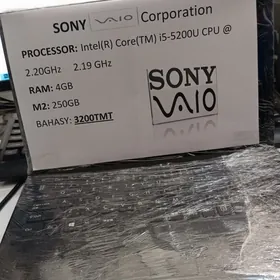 SONY VAIO Corporation
PROCESSOR: Intel(R) Core(TM) i5-5200U CPU @
2.20GHz 2.19 GHz
RAM: 4GB
M2: 250GB
BAHASY: 3200TMT
SONY
VAIO